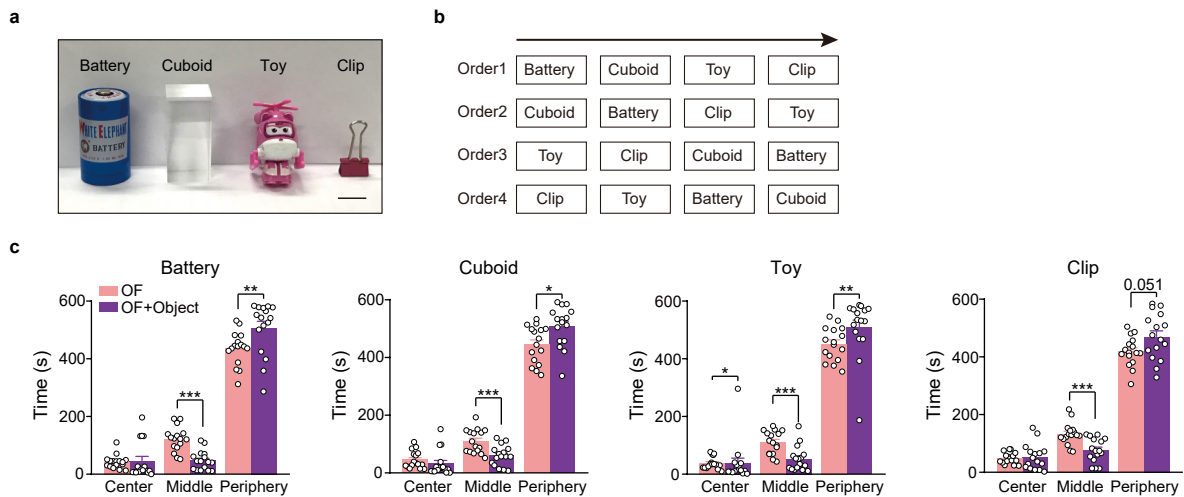 a
Battery Cuboid Toy Clip
WHITE ELEPHANT
BATTERY
b
Order1 Battery Cuboid Toy Clip
Order2 Cuboid Battery Clip Toy
Order3 Toy Clip Cuboid Battery
Order4 Clip Toy Battery Cuboid
c
Battery
OF
OF+Object
Time (s)
600
400
200
0
**
***
Center Middle Periphery
Cuboid
Time (s)
600
400
200
0
*
***
Center Middle Periphery
Toy
Time (s)
600
400
200
0
**
***
*
Center Middle Periphery
Clip
Time (s)
600
400
200
0
0.051
***
Center Middle Periphery